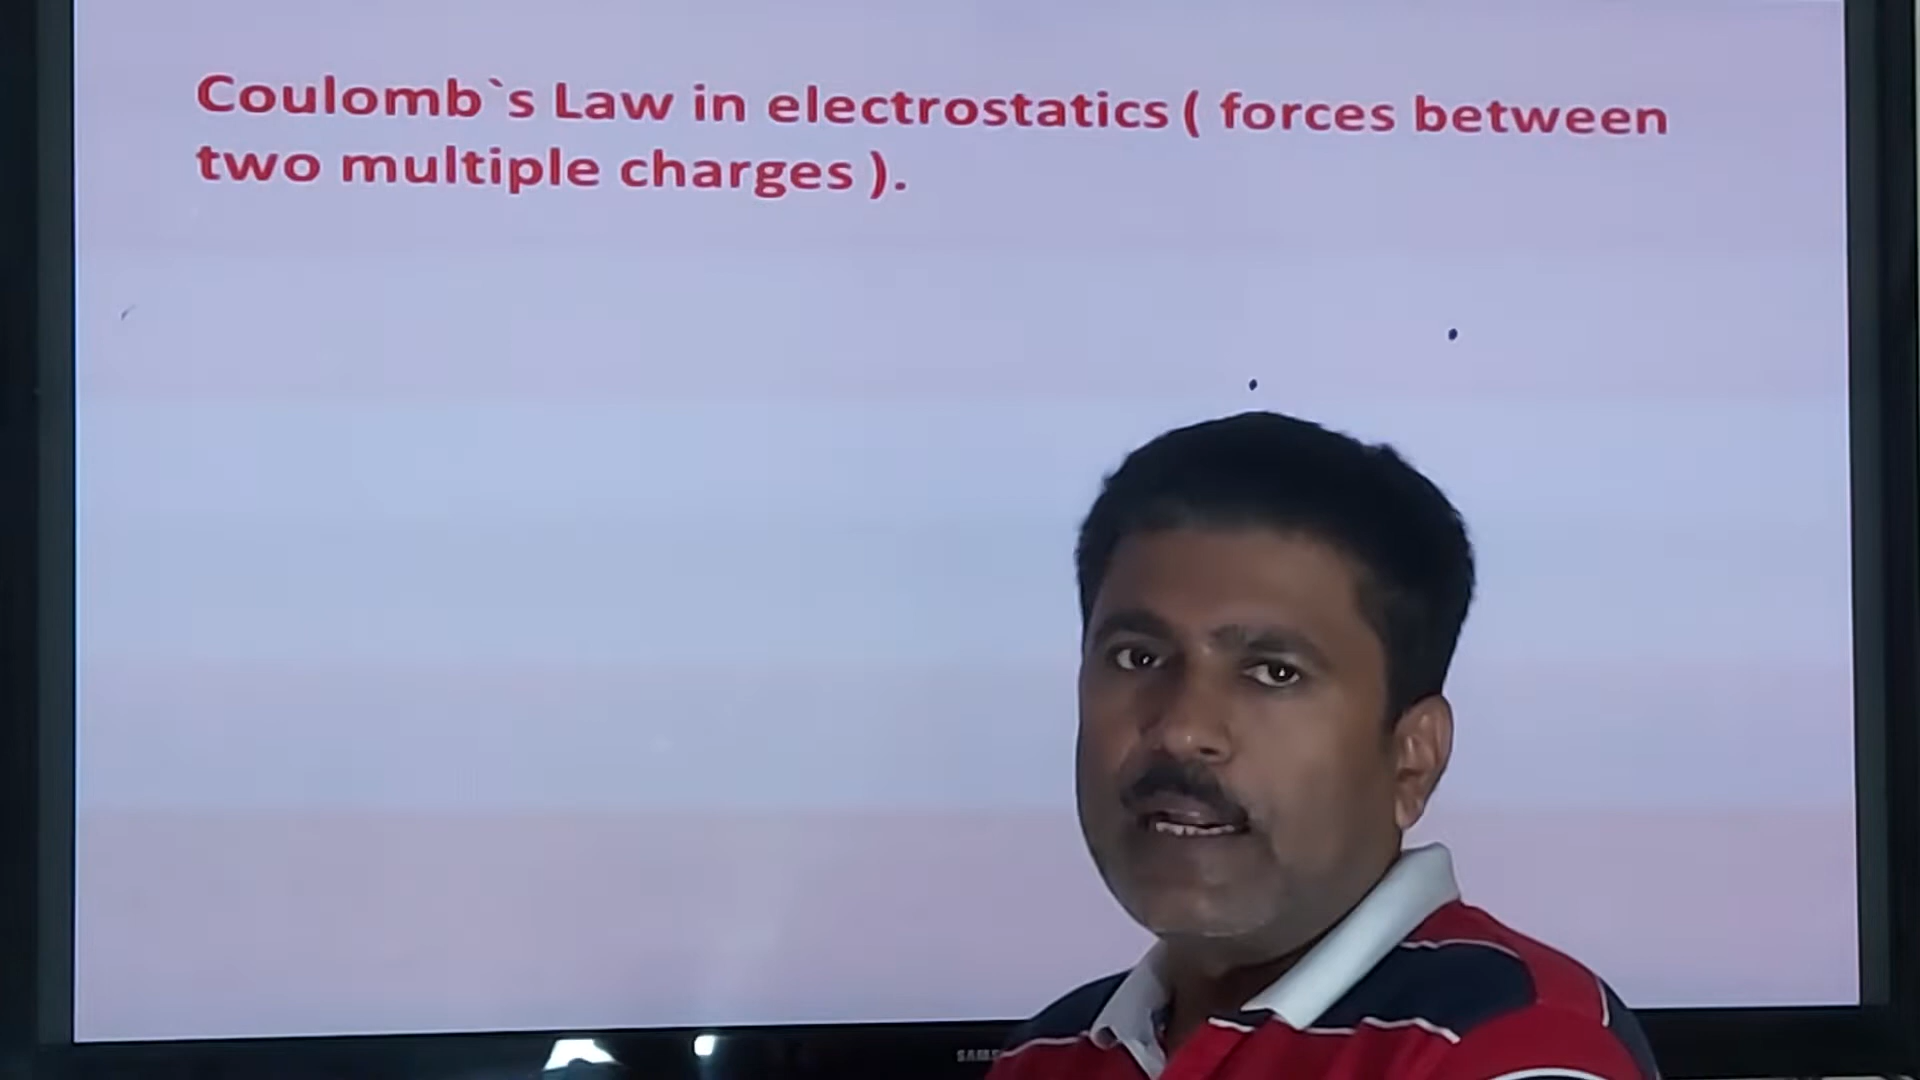 Coulomb`s Law in electrostatics ( forces between
two multiple charges ).